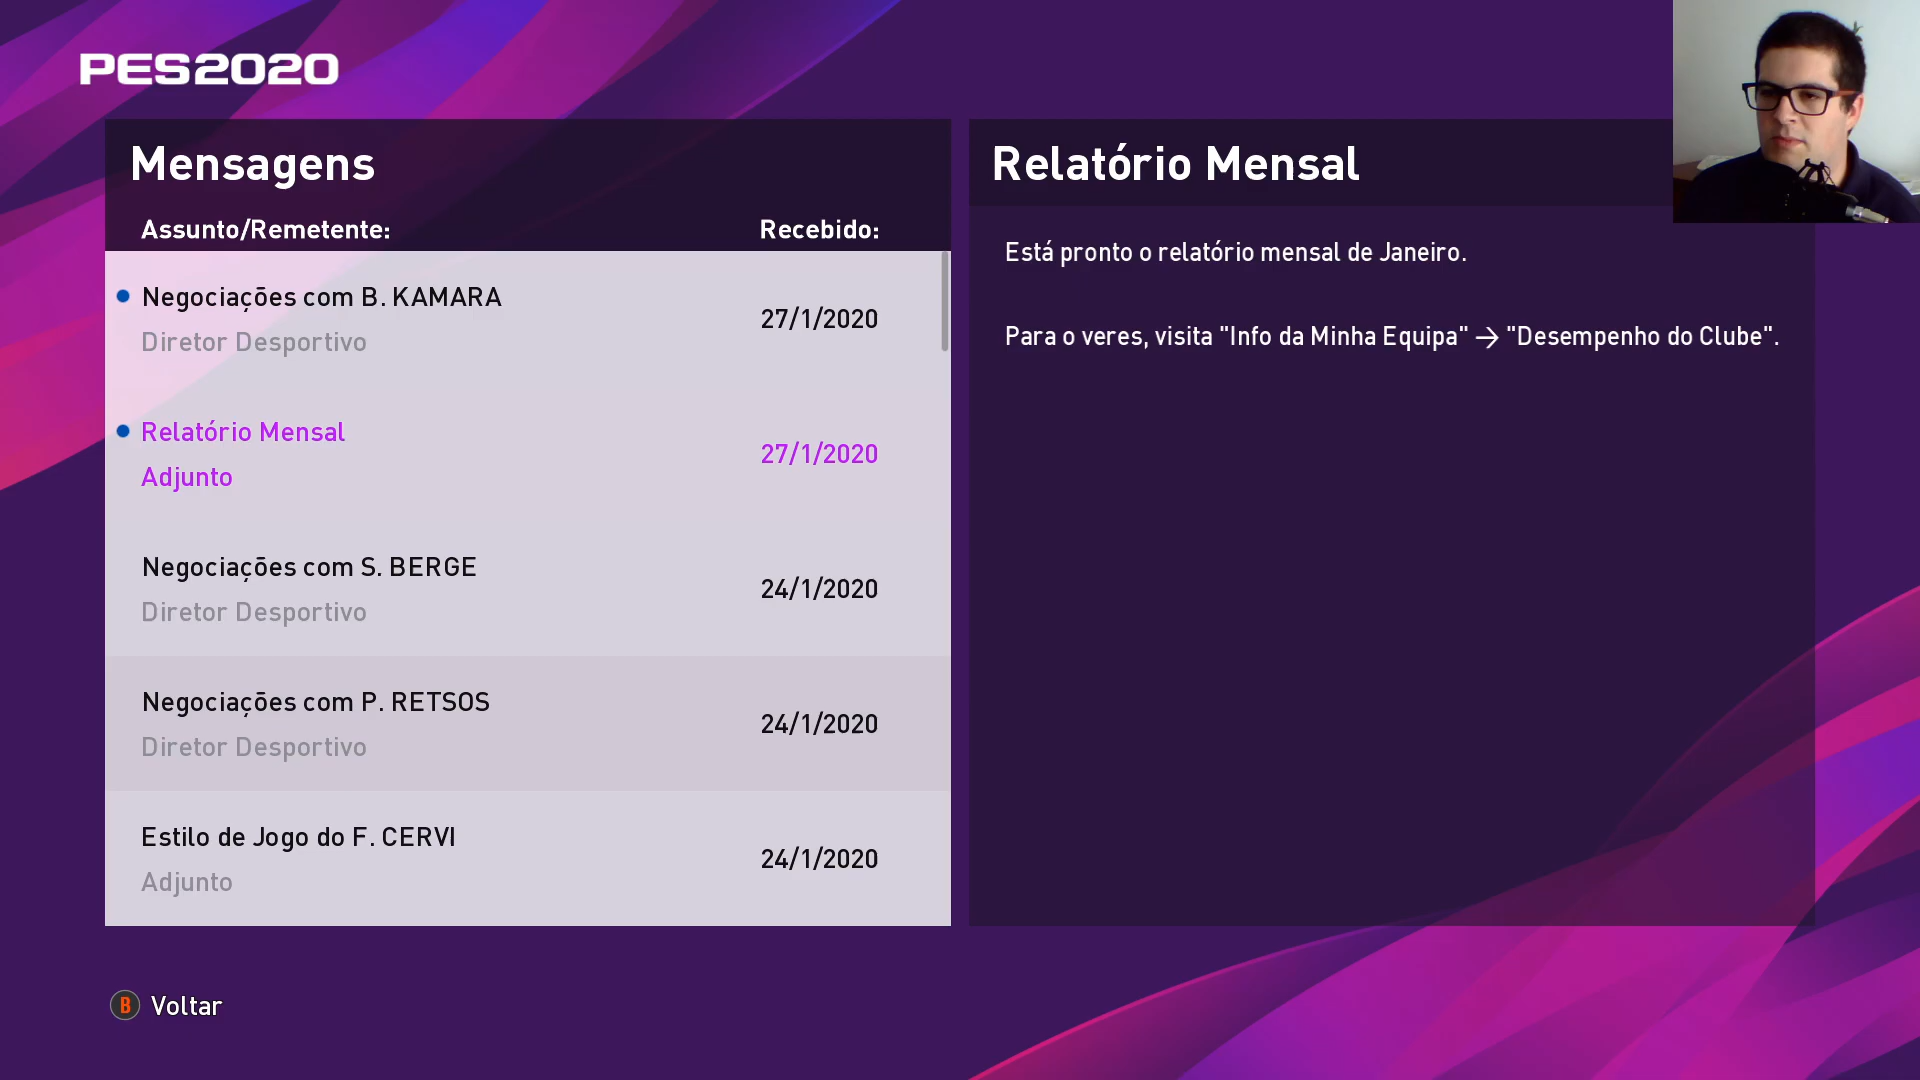 PES2020
Mensagens
Assunto/Remetente:
Recebido:
Negociações com B. KAMARA
Diretor Desportivo
27/1/2020
Relatório Mensal
Adjunto
27/1/2020
Negociações com S. BERGE
Diretor Desportivo
24/1/2020
Negociações com P. RETSOS
Diretor Desportivo
24/1/2020
Estilo de Jogo do F. CERVI
Adjunto
24/1/2020
Relatório Mensal
Está pronto o relatório mensal de Janeiro.
Para o veres, visita "Info da Minha Equipa" → "Desempenho do Clube".
B Voltar